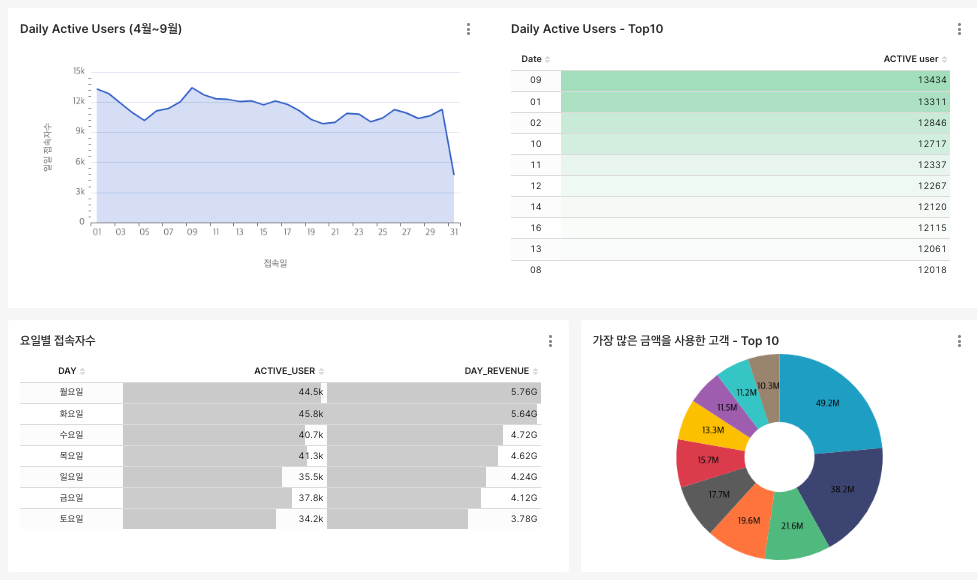 Daily Active Users (4월~9월)
15k
12k
9k
6k
3k
0
일일 접속자수
01 03 05 07 09 11 13 15 17 19 21 23 25 27 29 31
접속일
Daily Active Users - Top10
Date ACTIVE user
09 13434
01 13311
02 12846
10 12717
11 12337
12 12267
14 12120
16 12115
13 12061
08 12018
요일별 접속자수
DAY ACTIVE_USER DAY_REVENUE
월요일 44.5k 5.76G
화요일 45.8k 5.64G
수요일 40.7k 4.72G
목요일 41.3k 4.62G
일요일 35.5k 4.24G
금요일 37.8k 4.12G
토요일 34.2k 3.78G
가장 많은 금액을 사용한 고객 - Top 10
49.2M
38.2M
21.6M
19.6M
17.7M
15.7M
13.3M
11.5M
11.2M
10.3M